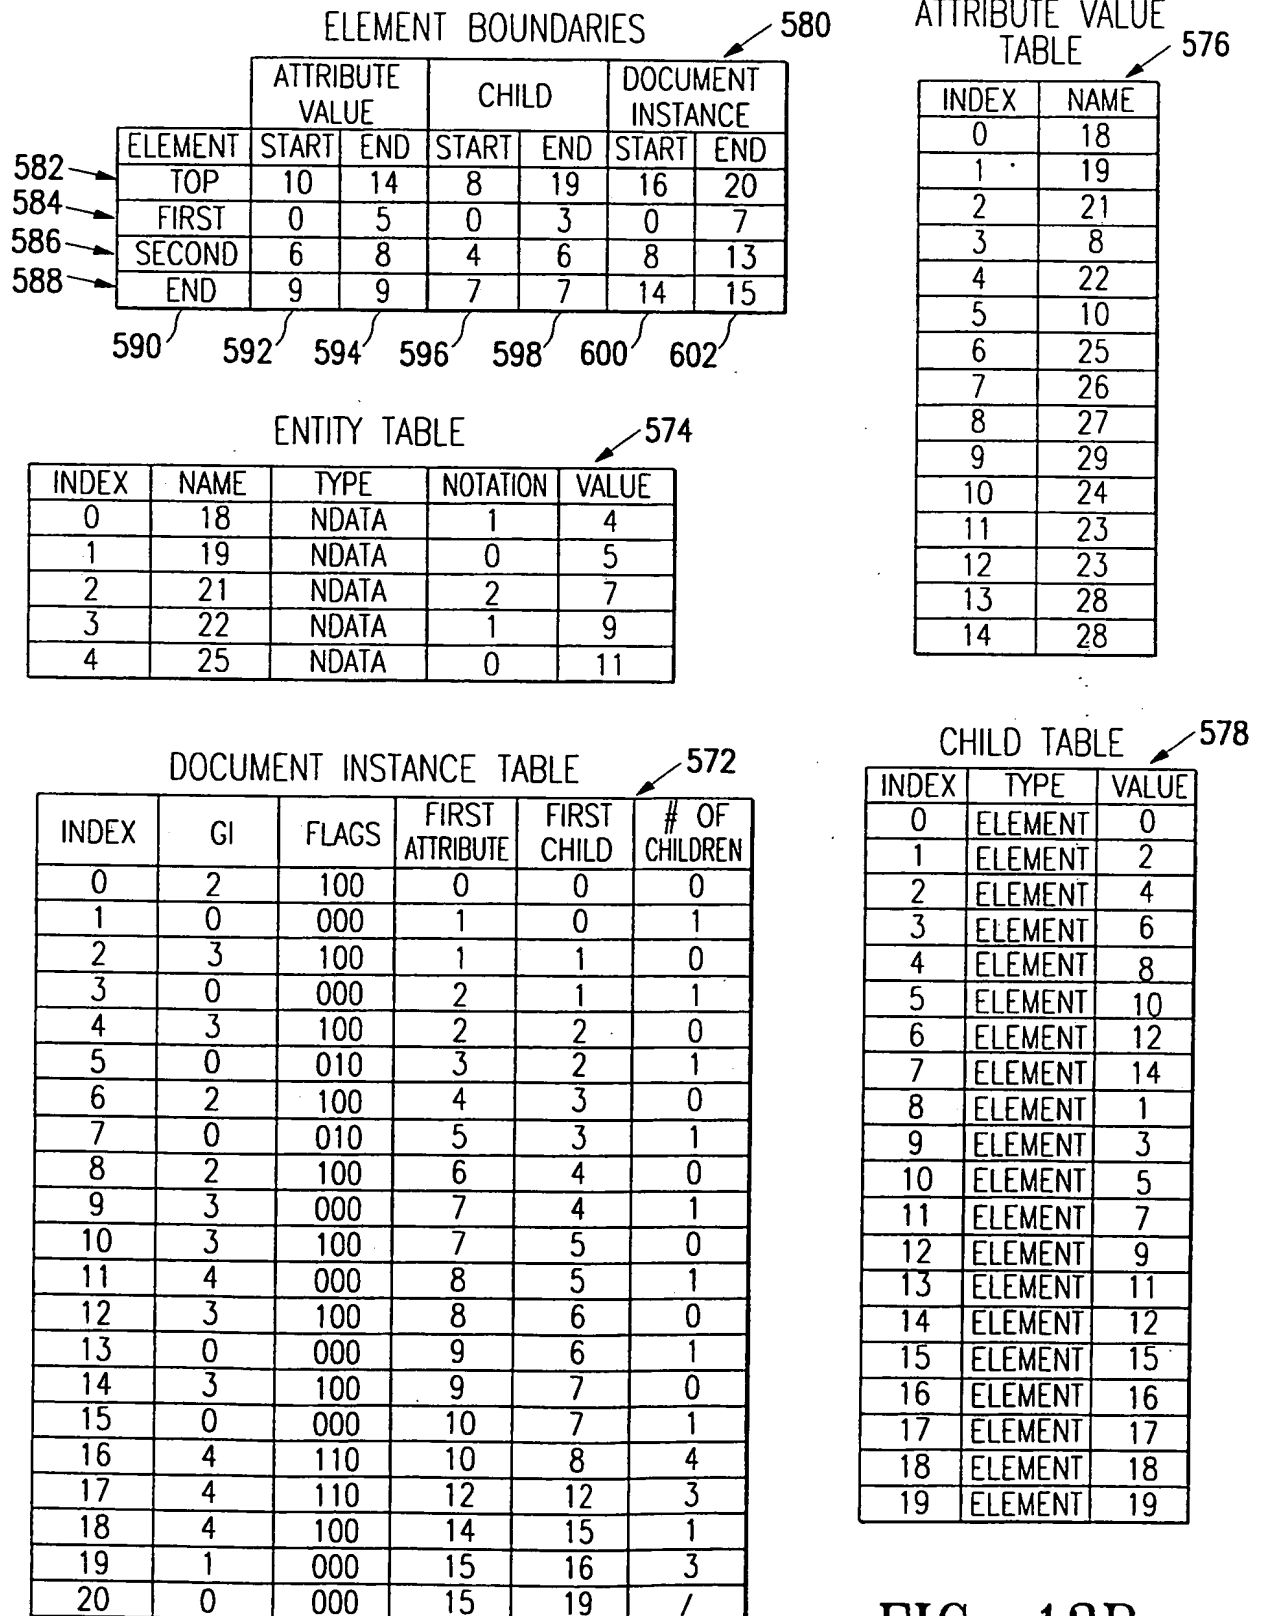 ELEMENT BOUNDARIES
580
ATTRIBUTE VALUE CHILD DOCUMENT INSTANCE
ELEMENT START END START END START END
582 TOP 10 14 8 19 16 20
584 FIRST 0 5 0 3 0 7
586 SECOND 6 8 4 6 8 13
588 END 9 9 7 7 14 15
590 592 594 596 598 600 602
ATTRIBUTE VALUE
TABLE
576
INDEX NAME
0 18
1 19
2 21
3 8
4 22
5 10
6 25
7 26
8 27
9 29
10 24
11 23
12 23
13 28
14 28
ENTITY TABLE
574
INDEX NAME TYPE NOTATION VALUE
0 18 NDATA 1 4
1 19 NDATA 0 5
2 21 NDATA 2 7
3 22 NDATA 1 9
4 25 NDATA 0 11
DOCUMENT INSTANCE TABLE
572
INDEX GI FLAGS FIRST ATTRIBUTE FIRST CHILD # OF CHILDREN
0 2 100 0 0 0
1 0 000 1 0 1
2 3 100 1 1 0
3 0 000 2 1 1
4 3 100 2 2 0
5 0 010 3 2 1
6 2 100 4 3 0
7 0 010 5 3 1
8 2 100 6 4 0
9 3 000 7 4 1
10 3 100 7 5 0
11 4 000 8 5 1
12 3 100 8 6 0
13 0 000 9 6 1
14 3 100 9 7 0
15 0 000 10 7 1
16 4 110 10 8 4
17 4 110 12 12 3
18 4 100 14 15 1
19 1 000 15 16 3
20 0 000 15 19 /
CHILD TABLE
578
INDEX TYPE VALUE
0 ELEMENT 0
1 ELEMENT 2
2 ELEMENT 4
3 ELEMENT 6
4 ELEMENT 8
5 ELEMENT 10
6 ELEMENT 12
7 ELEMENT 14
8 ELEMENT 1
9 ELEMENT 3
10 ELEMENT 5
11 ELEMENT 7
12 ELEMENT 9
13 ELEMENT 11
14 ELEMENT 12
15 ELEMENT 15
16 ELEMENT 16
17 ELEMENT 17
18 ELEMENT 18
19 ELEMENT 19